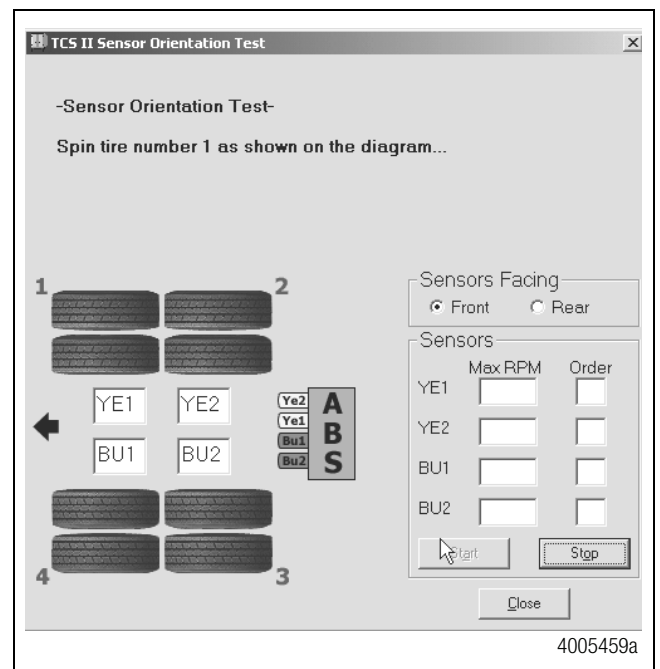 TCS II Sensor Orientation Test
-Sensor Orientation Test-
Spin tire number 1 as shown on the diagram...
1
2
YE1
YE2
BU1
BU2
Ye2
Ye1
Bu1
Bu2
A
B
S
4
3
Sensors Facing
Front
Rear
Sensors
Max RPM Order
YE1
YE2
BU1
BU2
Start
Stop
Close
4005459a